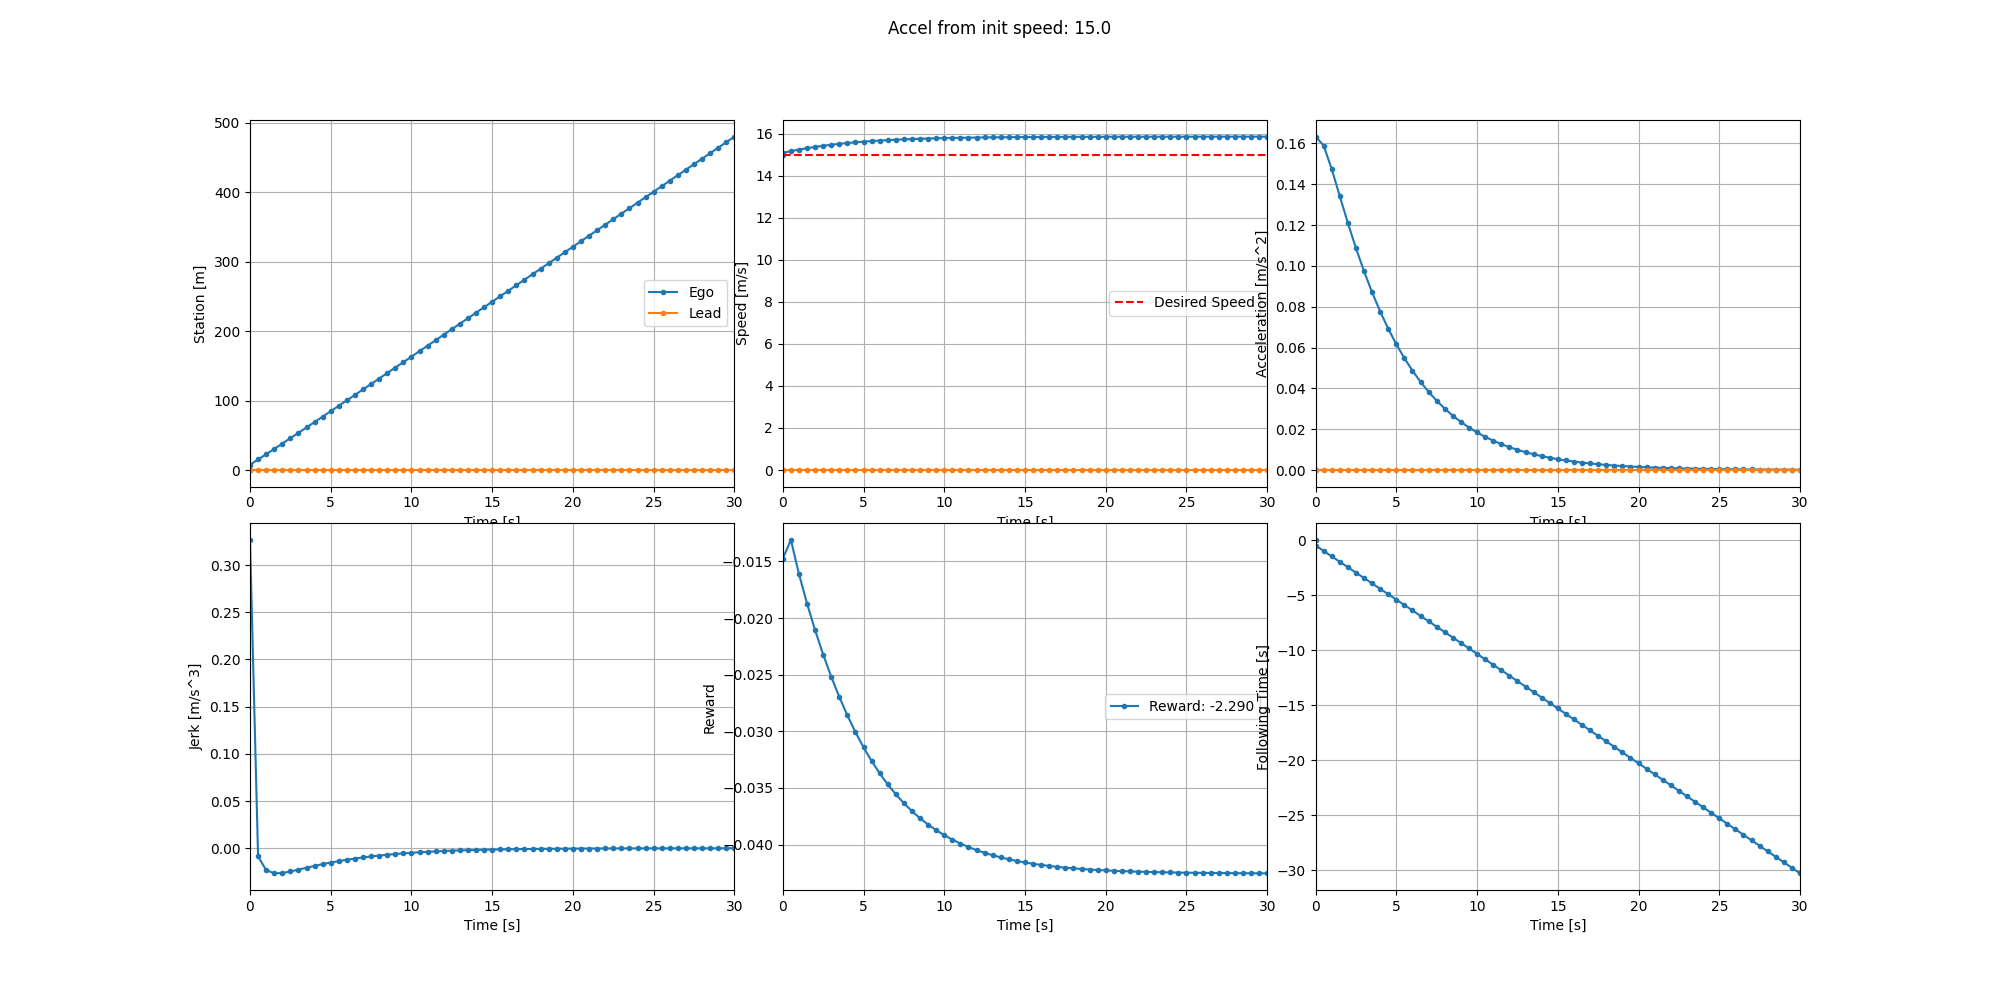 Accel from init speed: 15.0
500
400
300
200
100
0
Station [m]
Ego
Lead
0 5 10 15 20 25 30
Time [s]
16
14
12
10
8
6
4
2
0
Speed [m/s]
Desired Speed
0 5 10 15 20 25 30
Time [s]
0.16
0.14
0.12
0.10
0.08
0.06
0.04
0.02
0.00
Acceleration [m/s^2]
0 5 10 15 20 25 30
Time [s]
0.30
0.25
0.20
0.15
0.10
0.05
0.00
Jerk [m/s^3]
0 5 10 15 20 25 30
Time [s]
−0.015
−0.020
−0.025
−0.030
−0.035
−0.040
Reward
Reward: -2.290
0 5 10 15 20 25 30
Time [s]
0
−5
−10
−15
−20
−25
−30
Following Time [s]
0 5 10 15 20 25 30
Time [s]